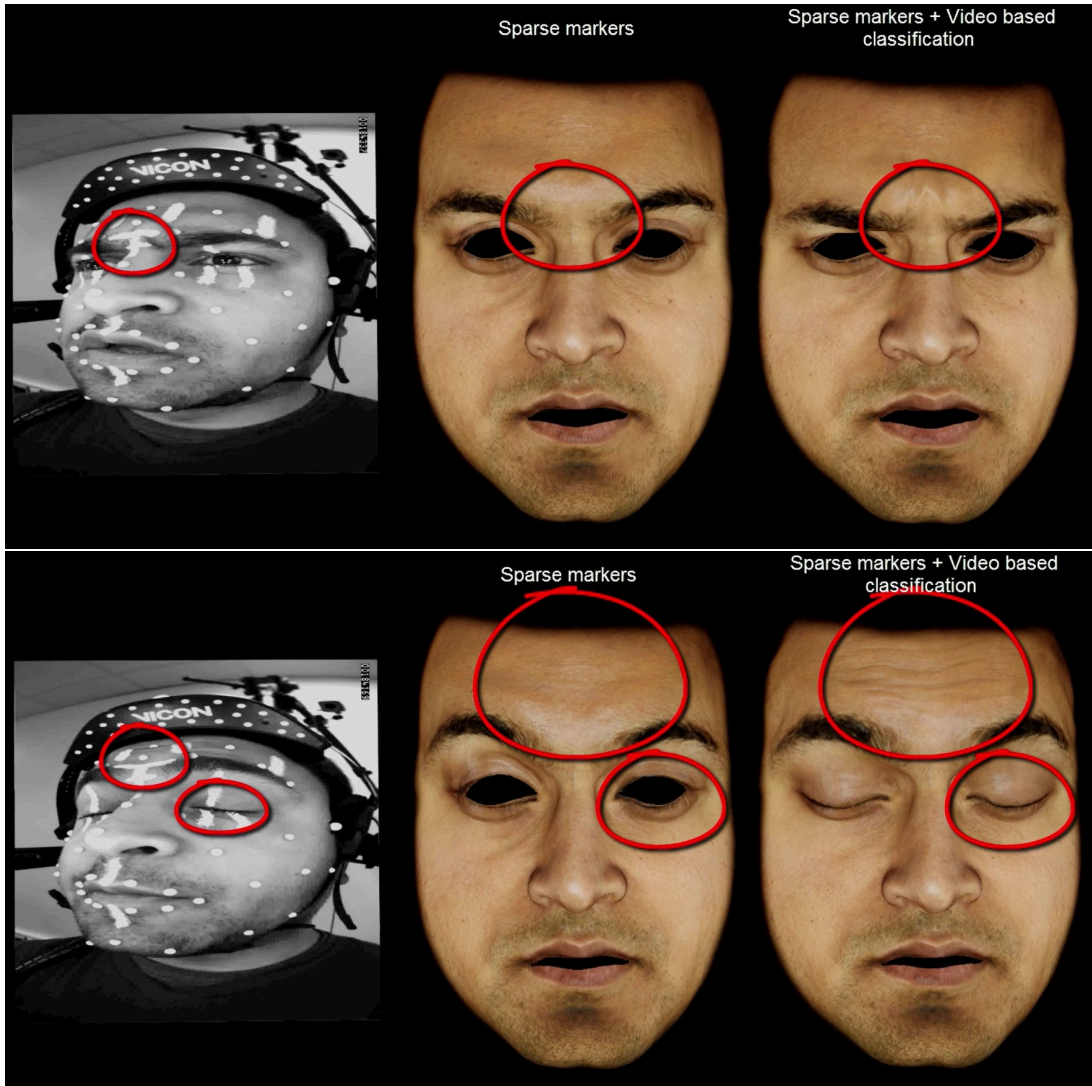 Sparse markers
Sparse markers + Video based
classification
VICON
Sparse markers
Sparse markers + Video based
classification
VICON